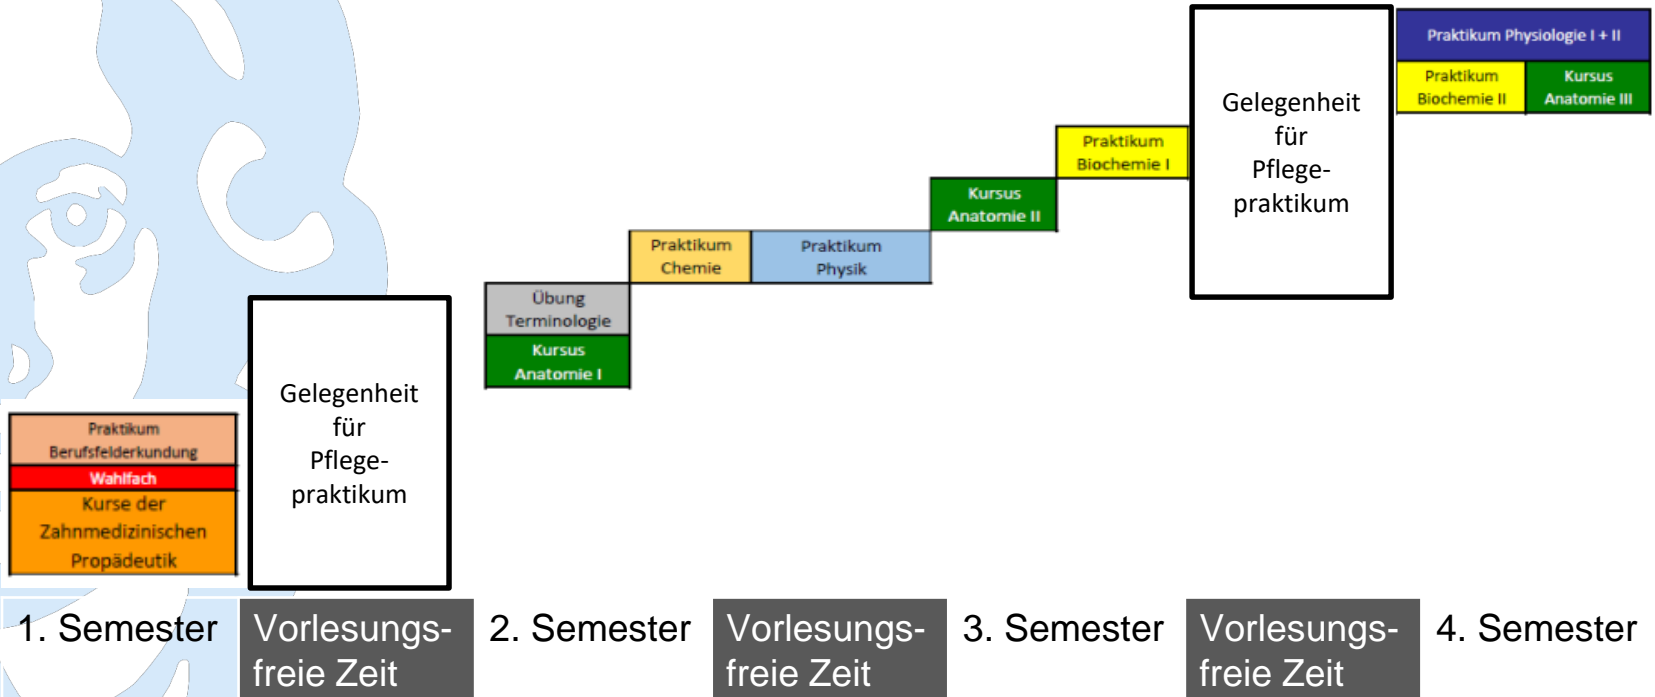 Praktikum
Berufsfelderkundung
Wahlfach
Kurse der
Zahnmedizinischen
Propädeutik
Gelegenheit
für
Pflege-
praktikum
Übung
Terminologie
Kursus
Anatomie I
Praktikum
Chemie
Praktikum
Physik
Kursus
Anatomie II
Praktikum
Biochemie I
Gelegenheit
für
Pflege-
praktikum
Praktikum Physiologie I + II
Praktikum
Biochemie II
Kursus
Anatomie III
1. Semester
Vorlesungs-
freie Zeit
2. Semester
Vorlesungs-
freie Zeit
3. Semester
Vorlesungs-
freie Zeit
4. Semester